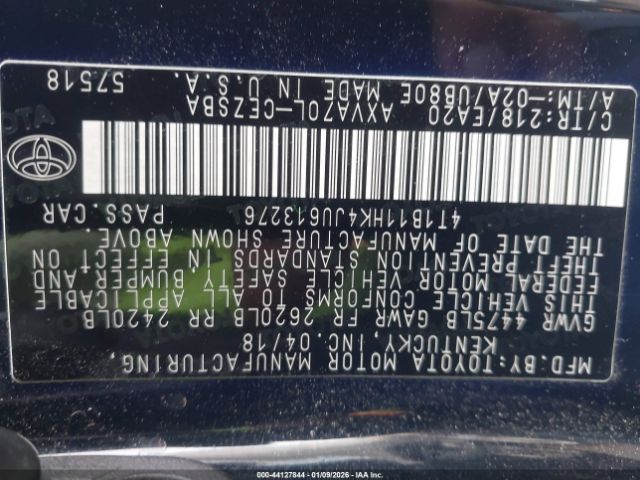 MFD.BY:TOYOTA MOTOR MANUFACTURING,
KENTUCKY,INC.04/18
GVWR 4475LB GAWR FR 2620LB RR 2420LB
THIS VEHICLE CONFORMS TO ALL APPLICABLE
FEDERAL MOTOR VEHICLE SAFETY, BUMPER AND
THEFT PREVENTION STANDARDS IN EFFECT ON
THE DATE OF MANUFACTURE SHOWN ABOVE.
4T1B11HK4JU613276 PASS.CAR
C/TR:218/EA20 AXVA70L-CEZSBA
A/TM:-02A/UB80E MADE IN U.S.A. 57518
000-44127844 - 01/09/2026 - IAAI.COM